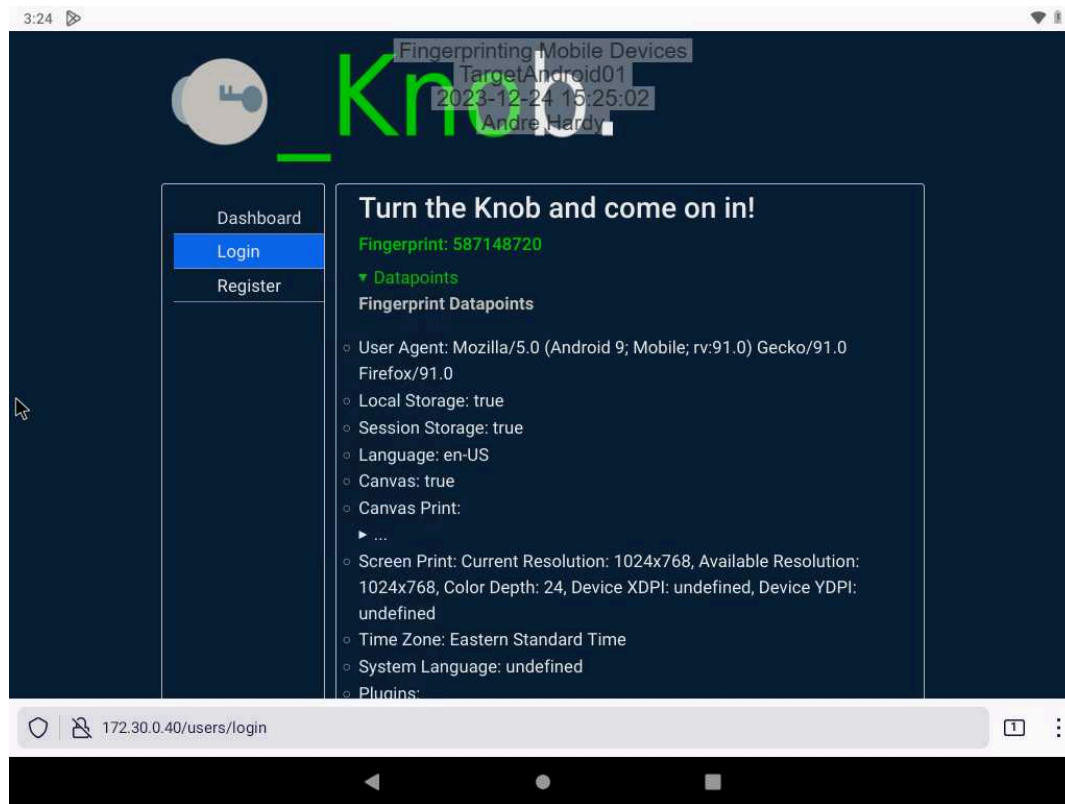 3:24
_Knob.
Fingerprinting Mobile Devices
TargetAndroid01
2023-12-24 15:25:02
Andre Hardy
Dashboard
Login
Register
Turn the Knob and come on in!
Fingerprint: 587148720
▾ Datapoints
Fingerprint Datapoints
○ User Agent: Mozilla/5.0 (Android 9; Mobile; rv:91.0) Gecko/91.0
Firefox/91.0
○ Local Storage: true
○ Session Storage: true
○ Language: en-US
○ Canvas: true
○ Canvas Print:
▸ ...
○ Screen Print: Current Resolution: 1024x768, Available Resolution:
1024x768, Color Depth: 24, Device XDPI: undefined, Device YDPI:
undefined
○ Time Zone: Eastern Standard Time
○ System Language: undefined
○ Plugins:
172.30.0.40/users/login
1